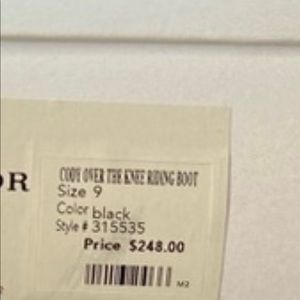 CODY OVER THE KNEE RIDING BOOT
OR
Size 9
Color black
Style # 315535
Price $248.00
M2